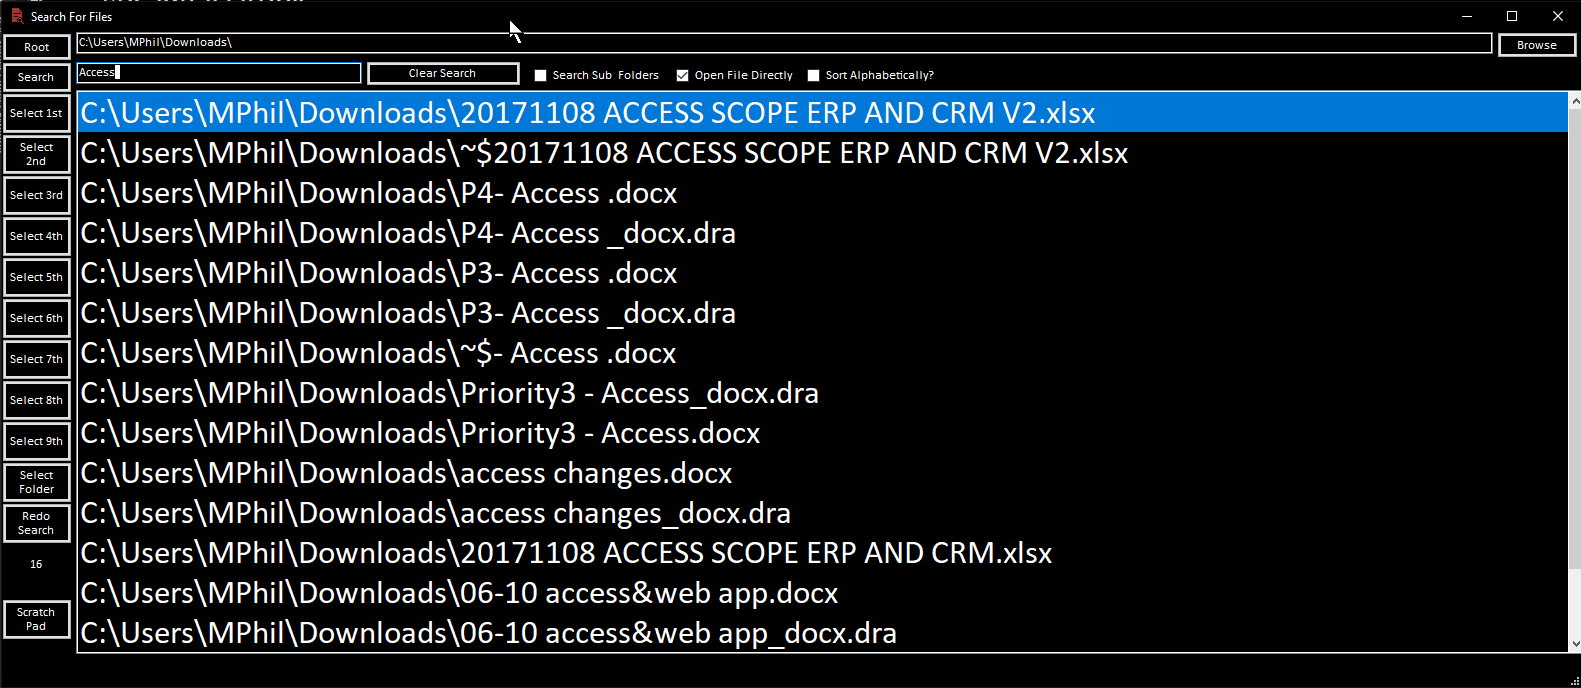 Search For Files
Root
C:\Users\MPhil\Downloads\
Browse
Search
Access
Clear Search
Search Sub Folders
Open File Directly
Sort Alphabetically?
Select 1st
Select
2nd
Select 3rd
Select 4th
Select 5th
Select 6th
Select 7th
Select 8th
Select 9th
Select
Folder
Redo
Search
16
Scratch
Pad
C:\Users\MPhil\Downloads\20171108 ACCESS SCOPE ERP AND CRM V2.xlsx
C:\Users\MPhil\Downloads\~$20171108 ACCESS SCOPE ERP AND CRM V2.xlsx
C:\Users\MPhil\Downloads\P4- Access .docx
C:\Users\MPhil\Downloads\P4- Access _docx.dra
C:\Users\MPhil\Downloads\P3- Access .docx
C:\Users\MPhil\Downloads\P3- Access _docx.dra
C:\Users\MPhil\Downloads\~$- Access .docx
C:\Users\MPhil\Downloads\Priority3 - Access_docx.dra
C:\Users\MPhil\Downloads\Priority3 - Access.docx
C:\Users\MPhil\Downloads\access changes.docx
C:\Users\MPhil\Downloads\access changes_docx.dra
C:\Users\MPhil\Downloads\20171108 ACCESS SCOPE ERP AND CRM.xlsx
C:\Users\MPhil\Downloads\06-10 access&web app.docx
C:\Users\MPhil\Downloads\06-10 access&web app_docx.dra